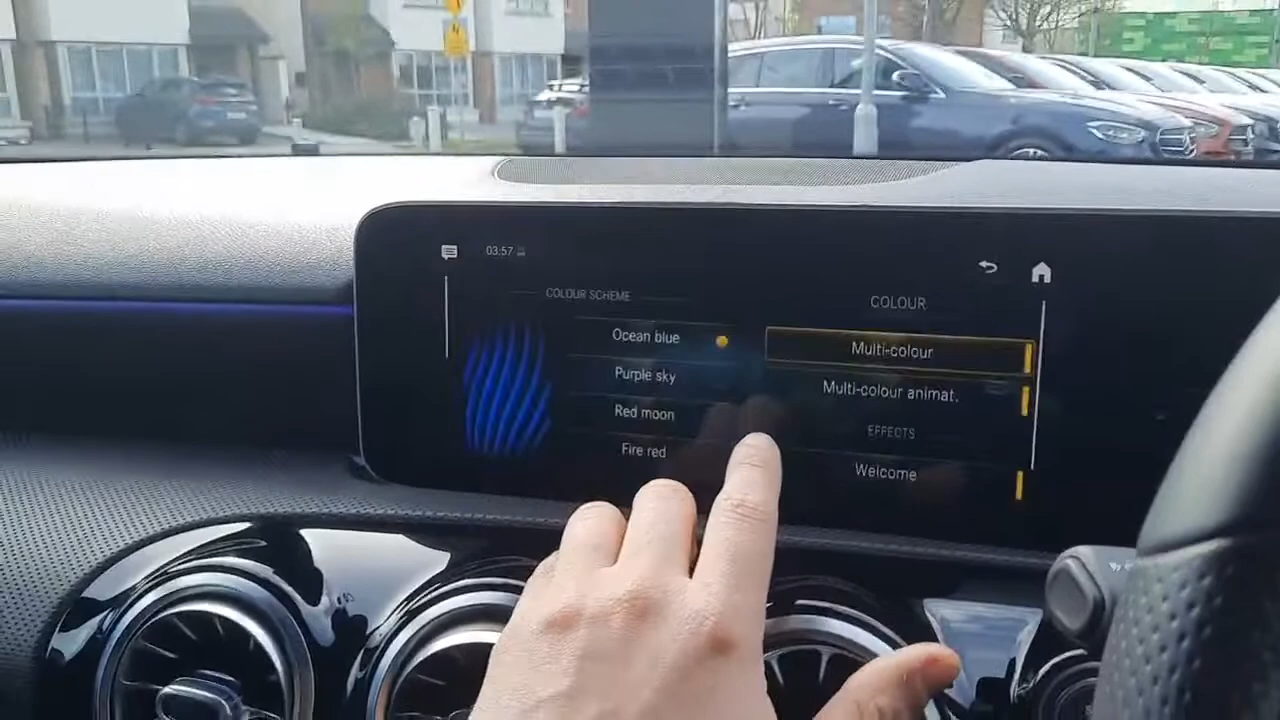 03:57
COLOUR SCHEME
Ocean blue
Purple sky
Red moon
Fire red
COLOUR
Multi-colour
Multi-colour animat.
EFFECTS
Welcome